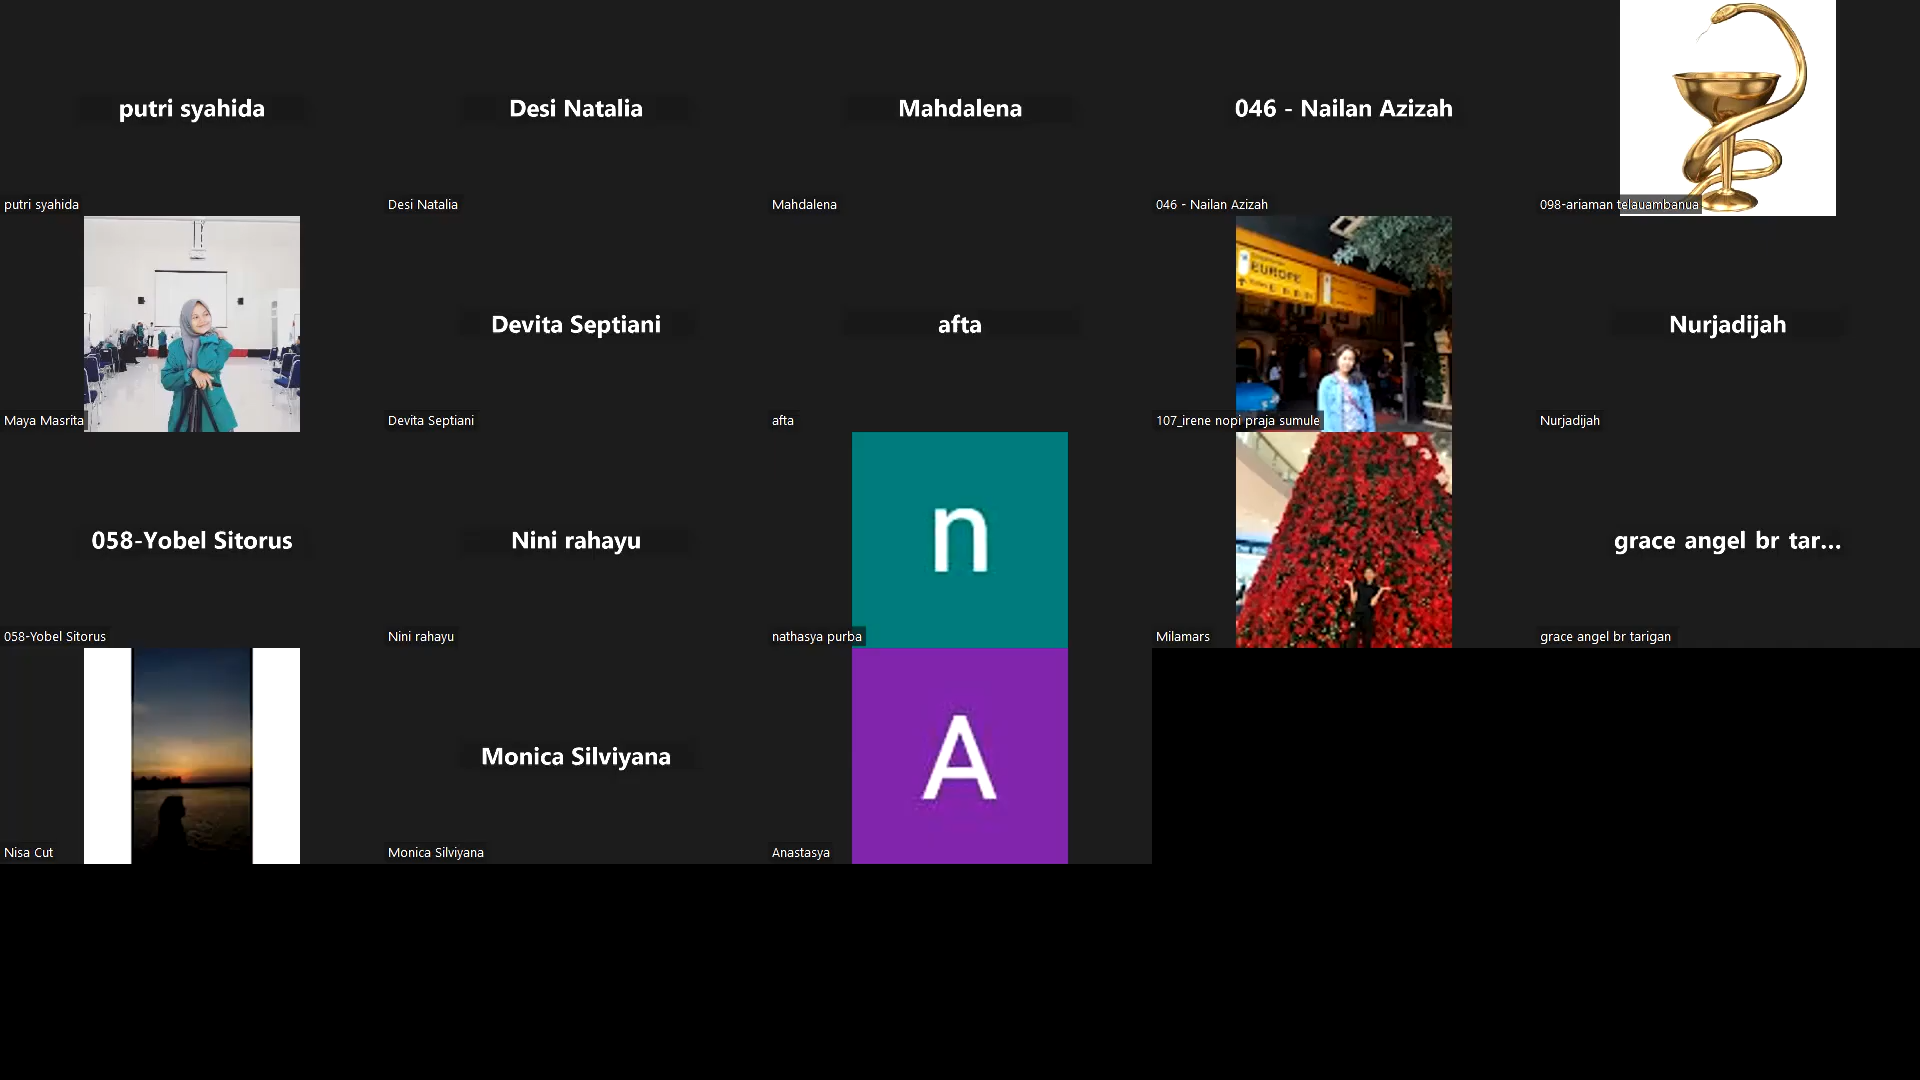 putri syahida
Desi Natalia
Mahdalena
046 - Nailan Azizah
putri syahida
Desi Natalia
Mahdalena
046 - Nailan Azizah
098-ariaman telauambanua
Devita Septiani
afta
EUROPE
Nurjadijah
Maya Masrita
Devita Septiani
afta
107_irene nopi praja sumule
Nurjadijah
058-Yobel Sitorus
Nini rahayu
n
grace angel br tar...
058-Yobel Sitorus
Nini rahayu
nathasya purba
Milamars
grace angel br tarigan
Monica Silviyana
A
Nisa Cut
Monica Silviyana
Anastasya